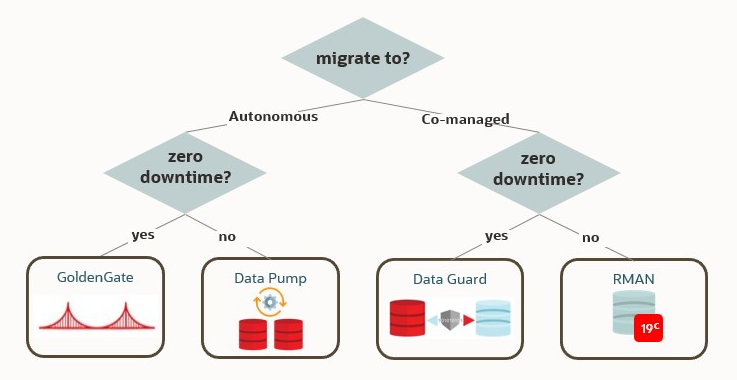 migrate to?
Autonomous
Co-managed
zero
downtime?
zero
downtime?
yes
no
yes
no
GoldenGate
Data Pump
Data Guard
RMAN
19c